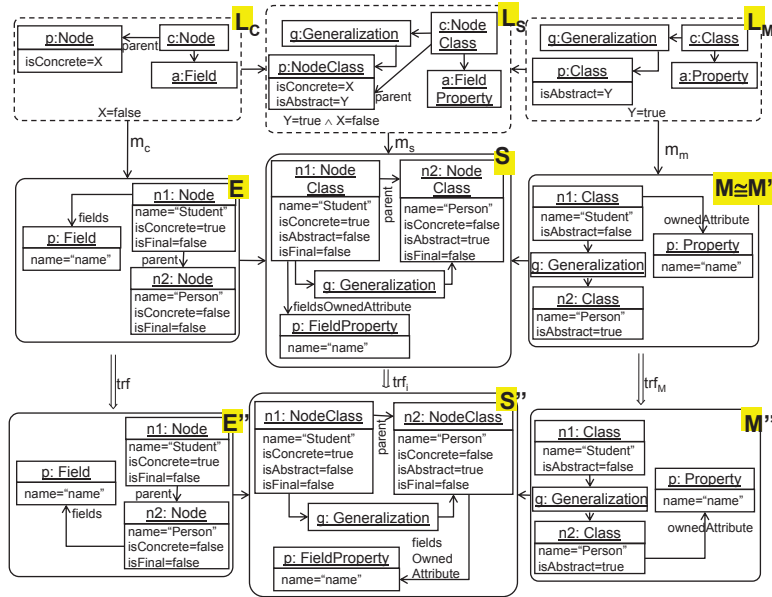 L_C
p:Node
isConcrete=X
parent
c:Node
a:Field
X=false
L_S
g:Generalization
c:Node
Class
p:NodeClass
isConcrete=X
isAbstract=Y
parent
a:Field
Property
Y=true ∧ X=false
L_M
g:Generalization
c:Class
p:Class
isAbstract=Y
a:Property
Y=true
m_c
m_s
m_m
E
n1: Node
name="Student"
isConcrete=true
isFinal=false
fields
p: Field
name="name"
parent
n2: Node
name="Person"
isConcrete=false
isFinal=false
S
n1: Node
Class
name="Student"
isConcrete=true
isAbstract=false
isFinal=false
parent
n2: Node
Class
name="Person"
isConcrete=false
isAbstract=true
isFinal=false
g: Generalization
fieldsOwnedAttribute
p: FieldProperty
name="name"
M≅M'
n1: Class
name="Student"
isAbstract=false
ownedAttribute
p: Property
name="name"
g: Generalization
n2: Class
name="Person"
isAbstract=true
trf
trf_i
trf_M
E"
n1: Node
name="Student"
isConcrete=true
isFinal=false
p: Field
name="name"
parent
fields
n2: Node
name="Person"
isConcrete=false
isFinal=false
S"
n1: NodeClass
name="Student"
isConcrete=true
isAbstract=false
isFinal=false
parent
n2: NodeClass
name="Person"
isConcrete=false
isAbstract=true
isFinal=false
g: Generalization
p: FieldProperty
name="name"
fields
Owned
Attribute
M"
n1: Class
name="Student"
isAbstract=false
p: Property
name="name"
g: Generalization
ownedAttribute
n2: Class
name="Person"
isAbstract=true